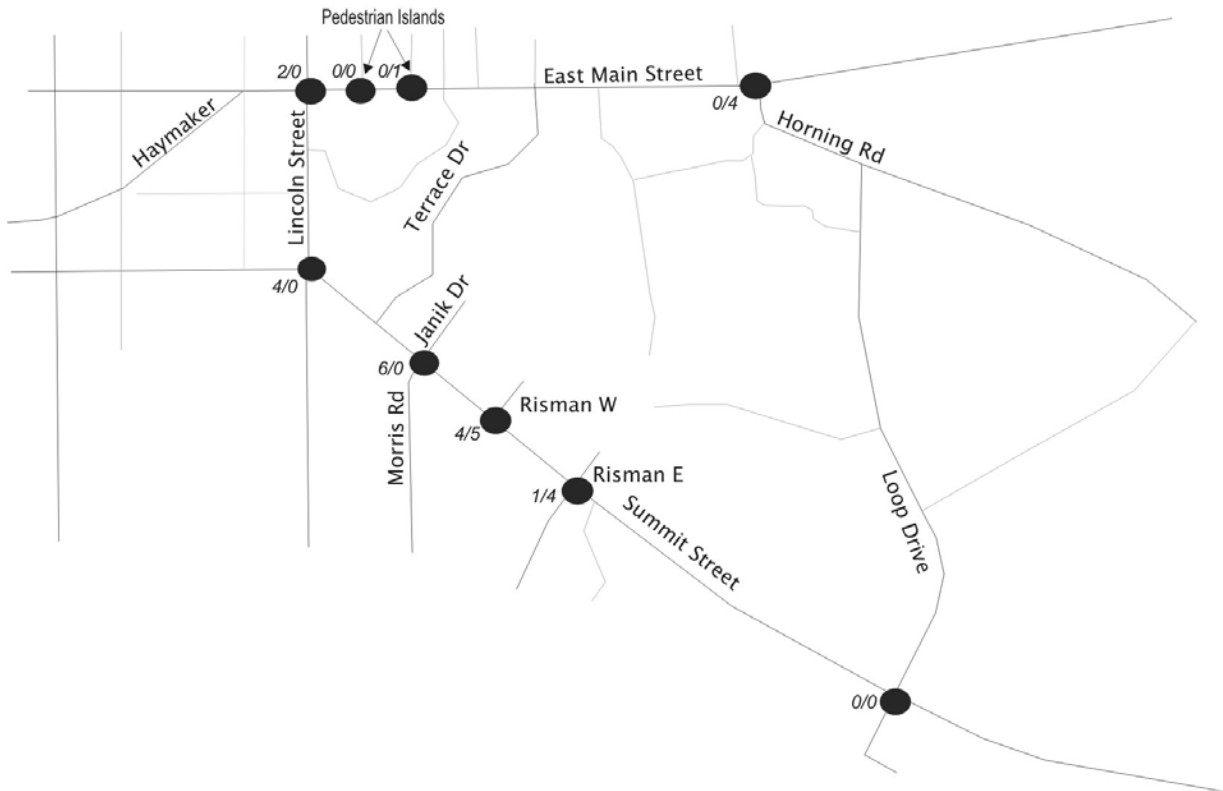 Pedestrian Islands
2/0
0/0
0/1
East Main Street
0/4
Haymaker
Lincoln Street
Terrace Dr
Horning Rd
4/0
Janik Dr
6/0
Morris Rd
Risman W
4/5
Risman E
1/4
Summit Street
Loop Drive
0/0